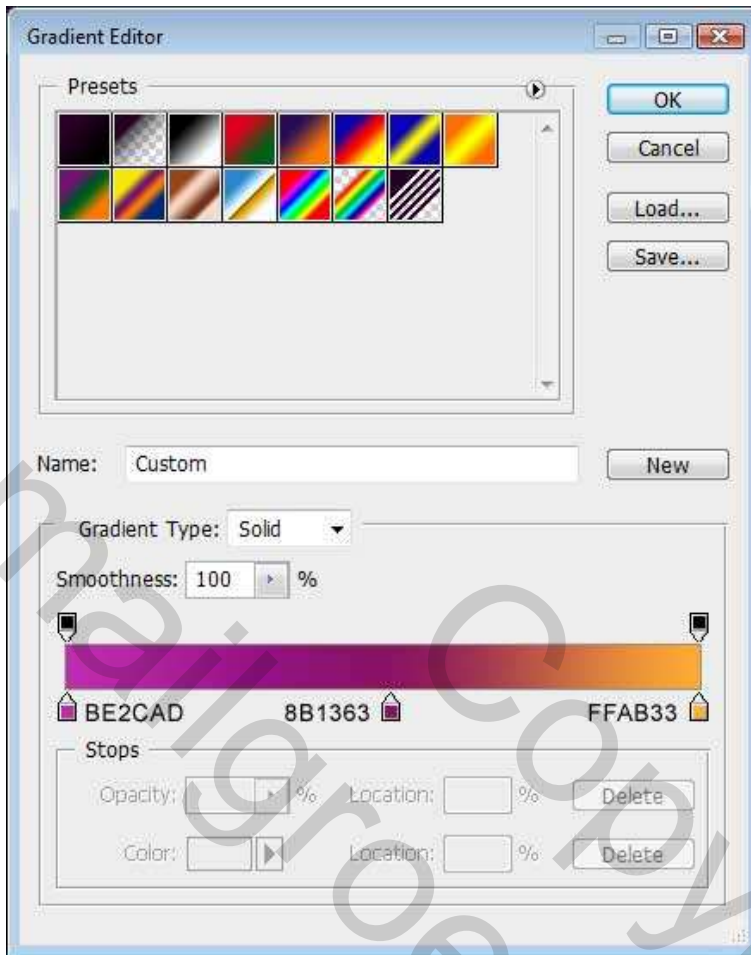 Gradient Editor
Presets
OK
Cancel
Load...
Save...
Name: Custom
New
Gradient Type: Solid
Smoothness: 100 %
BE2CAD 8B1363 FFAB33
Stops
Opacity: % Location: % Delete
Color: Location: % Delete
Copy